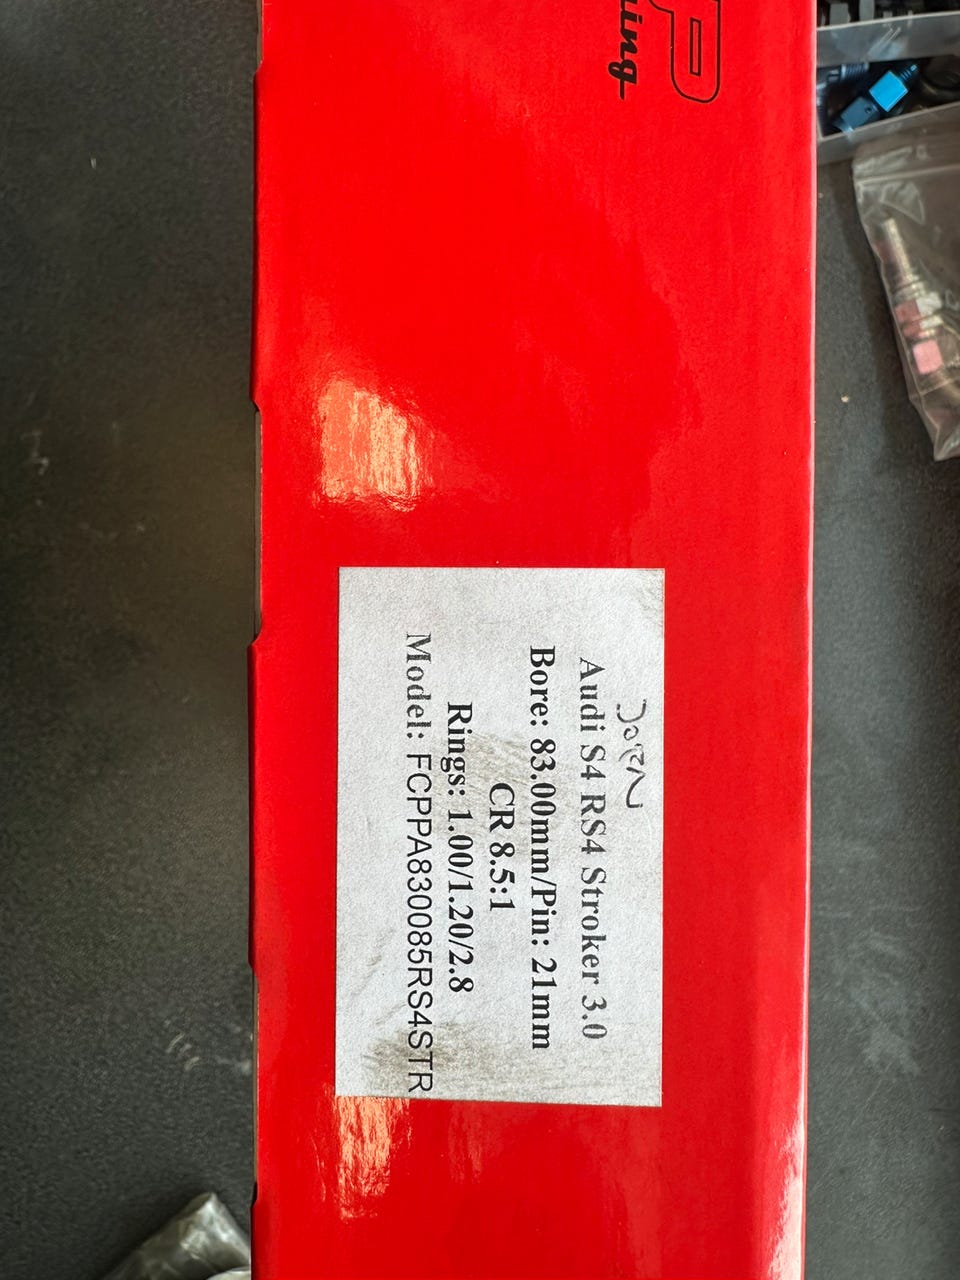 JORN
Audi S4 RS4 Stroker 3.0
Bore: 83.00mm/Pin: 21mm
CR 8.5:1
Rings: 1.00/1.20/2.8
Model: FCPPA830085RS4STR